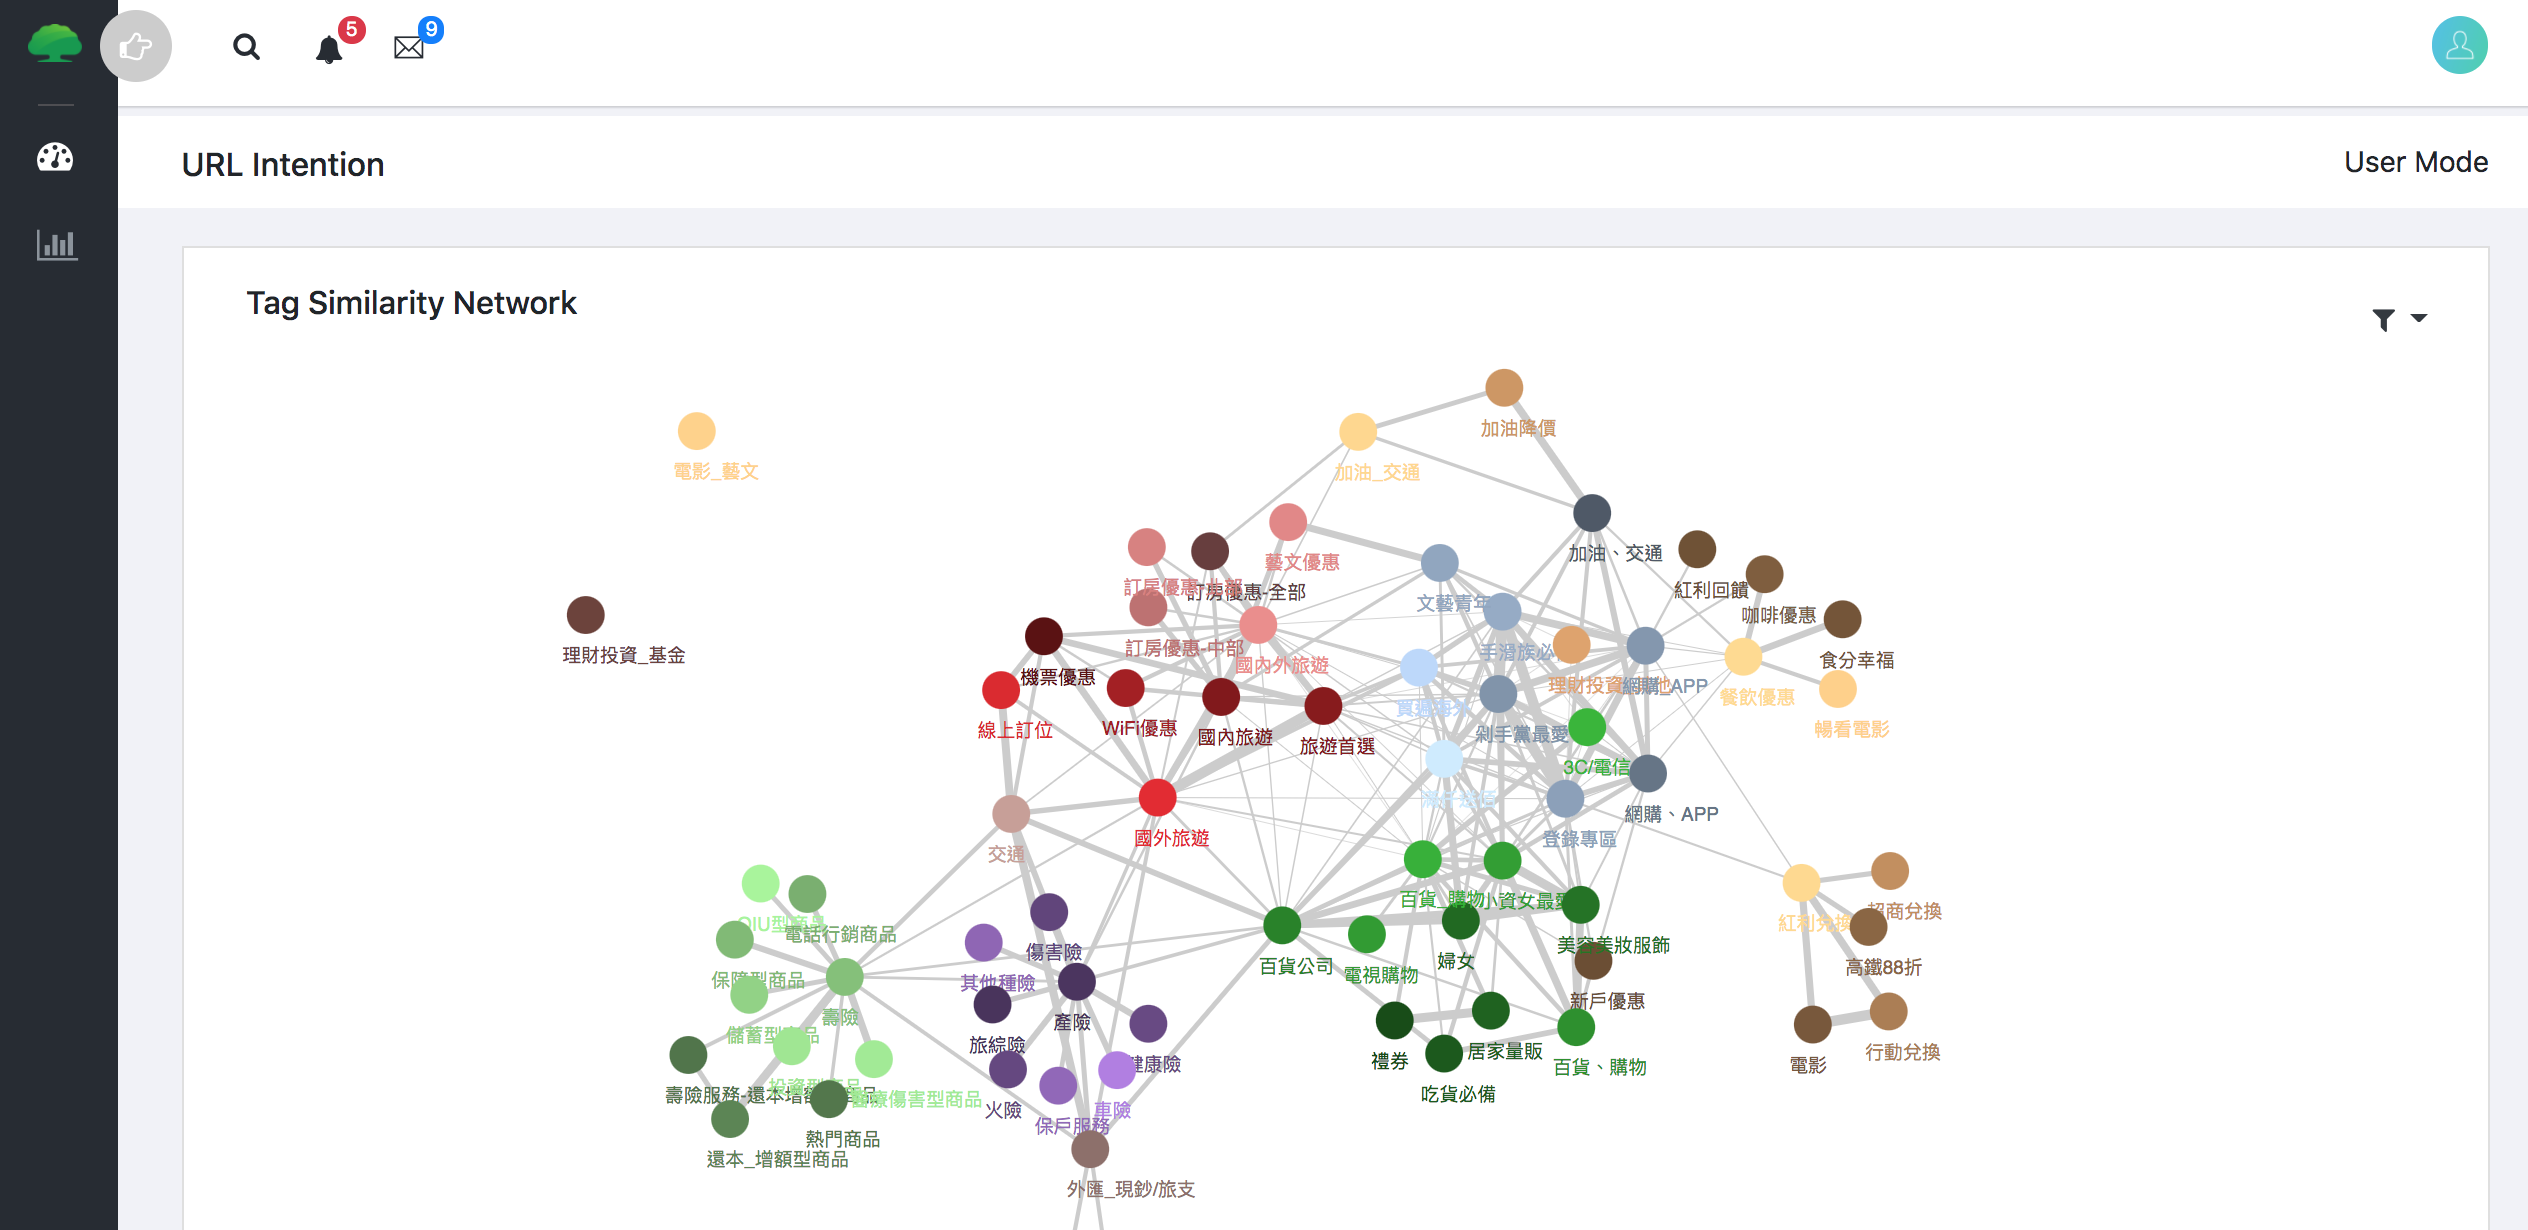 5
9
URL Intention
User Mode
Tag Similarity Network
加油降價
電影_藝文
加油_交通
加油、交通
藝文優惠
訂房優惠-北部
訂房優惠-全部
紅利回饋
文藝青年
咖啡優惠
訂房優惠-中部
國內外旅遊
手滑族必
理財投資_基金
食分幸福
機票優惠
理財投資
網購_APP
餐飲優惠
線上訂位
WiFi優惠
國內旅遊
旅遊首選
剁手黨最愛
暢看電影
3C/電信
網購、APP
國外旅遊
登錄專區
交通
百貨_購物
小資女最愛
紅利兌換
超商兌換
OIU型商品
電話行銷商品
傷害險
美容美妝服飾
百貨公司
電視購物
婦女
高鐵88折
保障型商品
其他種險
新戶優惠
壽險
產險
儲蓄型商品
旅綜險
禮券
居家量販
行動兌換
健康險
電影
百貨、購物
投資型商品
壽險服務-還本增額
醫療傷害型商品
吃貨必備
火險
車險
保戶服務
熱門商品
還本_增額型商品
外匯_現鈔/旅支